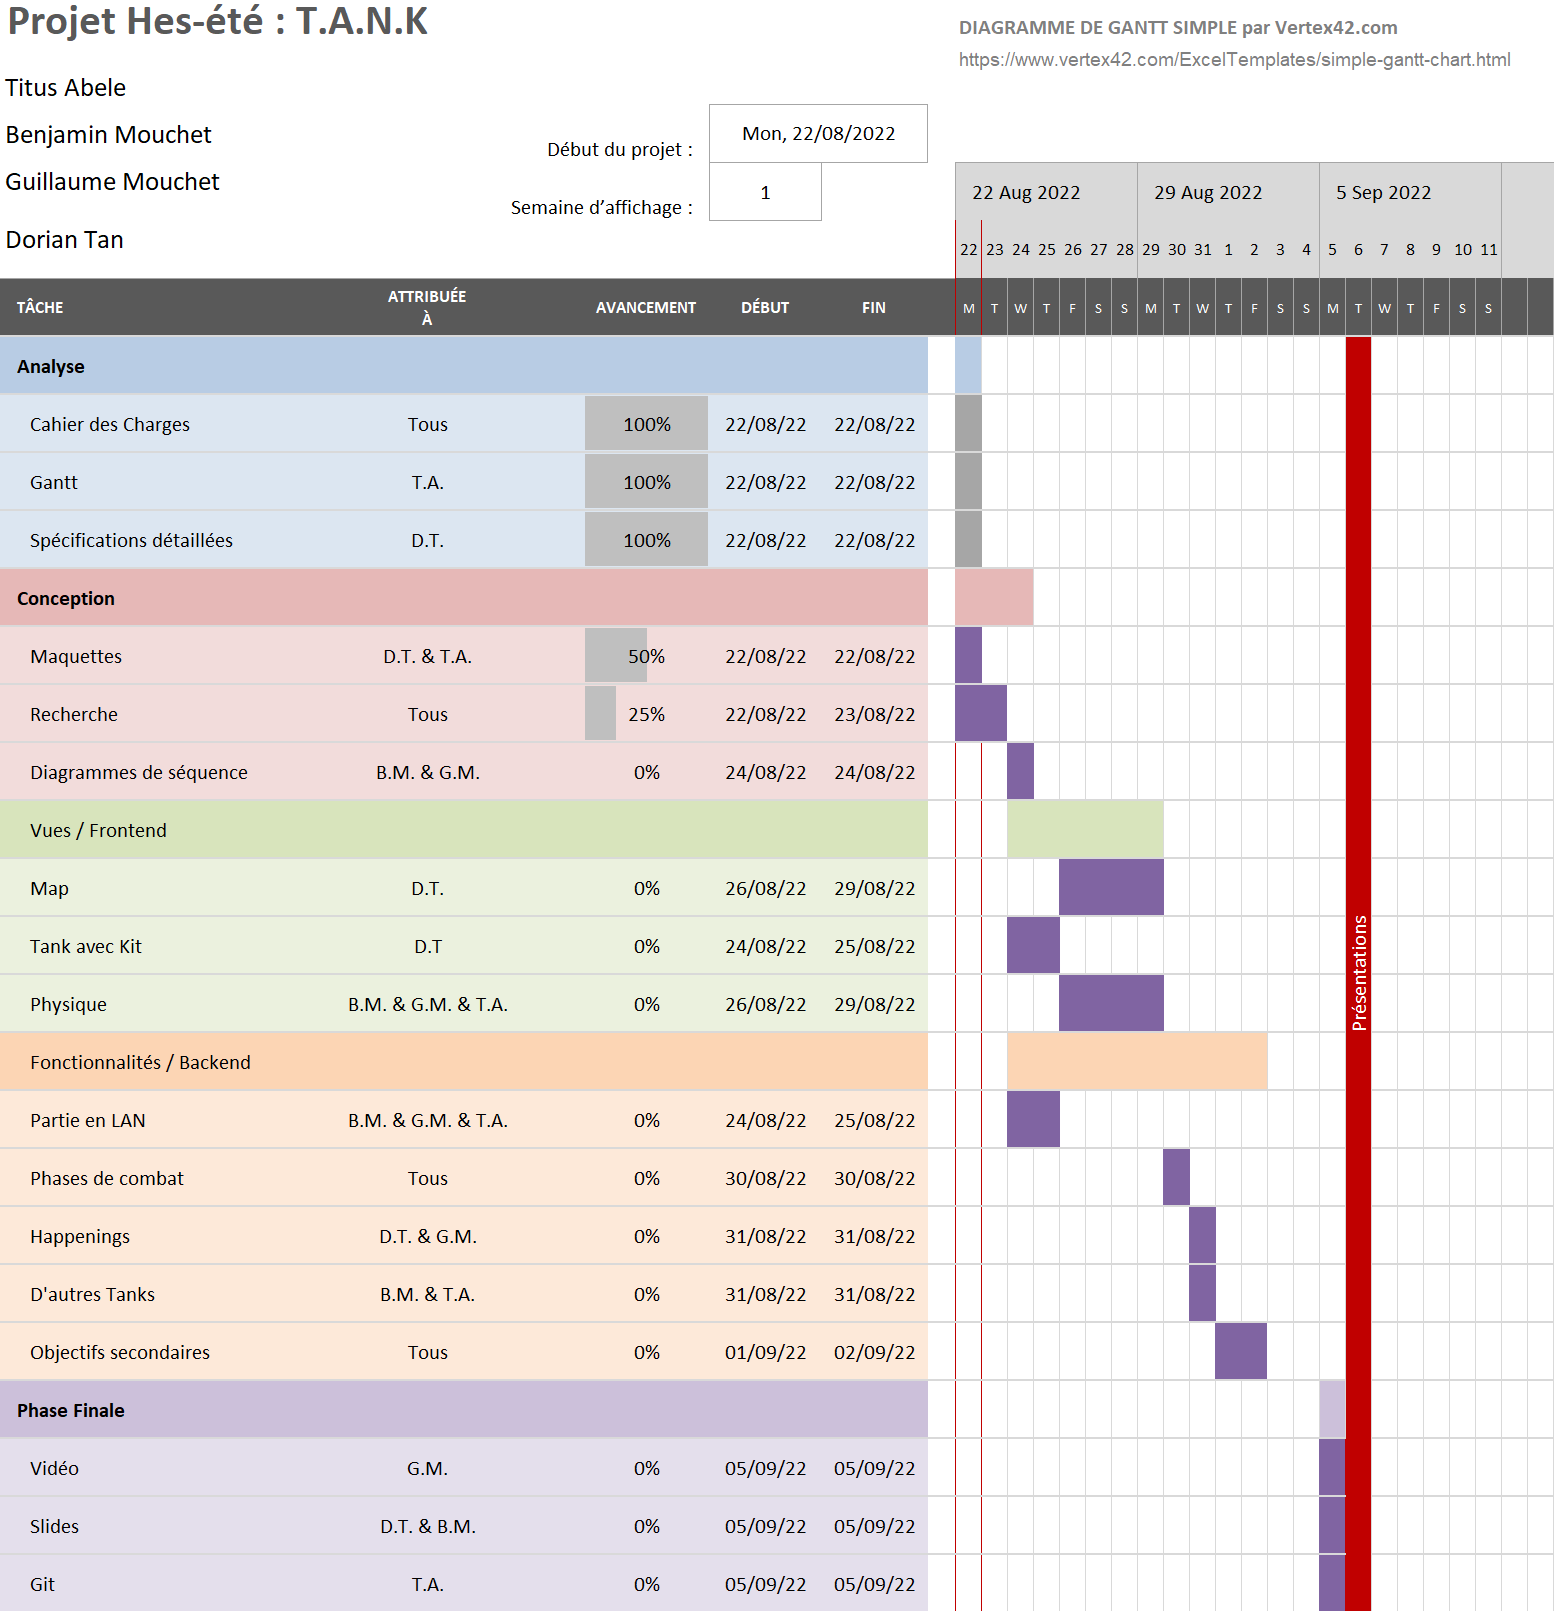 Projet Hes-été : T.A.N.K
DIAGRAMME DE GANTT SIMPLE par Vertex42.com
https://www.vertex42.com/ExcelTemplates/simple-gantt-chart.html
Titus Abele
Benjamin Mouchet
Début du projet : Mon, 22/08/2022
Guillaume Mouchet
Semaine d’affichage : 1
22 Aug 2022 29 Aug 2022 5 Sep 2022
Dorian Tan
22 23 24 25 26 27 28 29 30 31 1 2 3 4 5 6 7 8 9 10 11
TÂCHE ATTRIBUÉE À AVANCEMENT DÉBUT FIN M T W T F S S M T W T F S S M T W T F S S
Analyse
Cahier des Charges Tous 100% 22/08/22 22/08/22
Gantt T.A. 100% 22/08/22 22/08/22
Spécifications détaillées D.T. 100% 22/08/22 22/08/22
Conception
Maquettes D.T. & T.A. 50% 22/08/22 22/08/22
Recherche Tous 25% 22/08/22 23/08/22
Diagrammes de séquence B.M. & G.M. 0% 24/08/22 24/08/22
Vues / Frontend
Map D.T. 0% 26/08/22 29/08/22
Tank avec Kit D.T 0% 24/08/22 25/08/22
Physique B.M. & G.M. & T.A. 0% 26/08/22 29/08/22
Présentations
Fonctionnalités / Backend
Partie en LAN B.M. & G.M. & T.A. 0% 24/08/22 25/08/22
Phases de combat Tous 0% 30/08/22 30/08/22
Happenings D.T. & G.M. 0% 31/08/22 31/08/22
D'autres Tanks B.M. & T.A. 0% 31/08/22 31/08/22
Objectifs secondaires Tous 0% 01/09/22 02/09/22
Phase Finale
Vidéo G.M. 0% 05/09/22 05/09/22
Slides D.T. & B.M. 0% 05/09/22 05/09/22
Git T.A. 0% 05/09/22 05/09/22